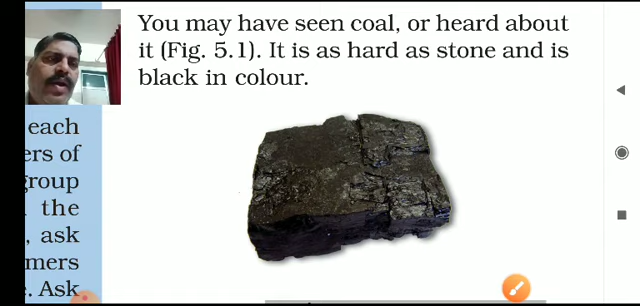 You may have seen coal, or heard about
it (Fig. 5.1). It is as hard as stone and is
black in colour.
each
ers of
group
the
, ask
mers
. Ask